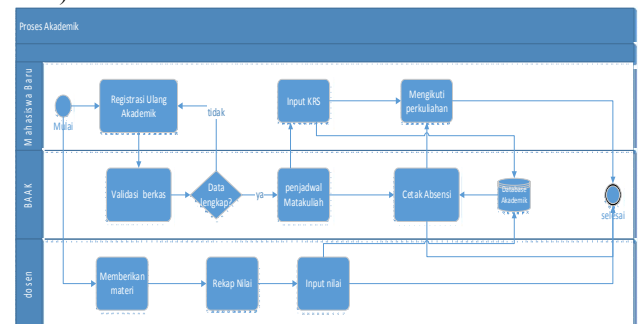 Proses Akademik
Mahasiswa Baru
Mulai
Registrasi Ulang
Akademik
tidak
Input KRS
Mengikuti
perkuliahan
BAAK
Validasi berkas
Data
lengkap?
ya
penjadwal
Matakuliah
Cetak Absensi
Database
Akademik
selesai
dosen
Memberikan
materi
Rekap Nilai
Input nilai